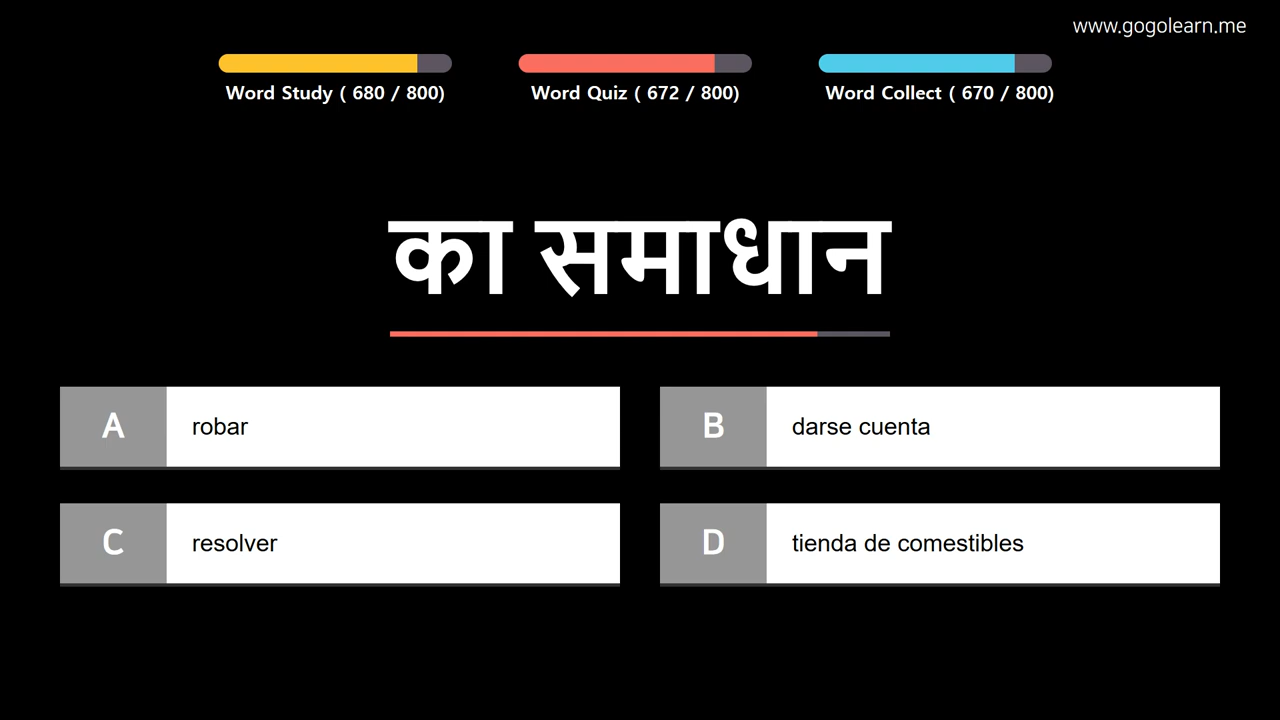 www.gogolearn.me
Word Study ( 680 / 800)
Word Quiz ( 672 / 800)
Word Collect ( 670 / 800)
का समाधान
A robar
B darse cuenta
C resolver
D tienda de comestibles